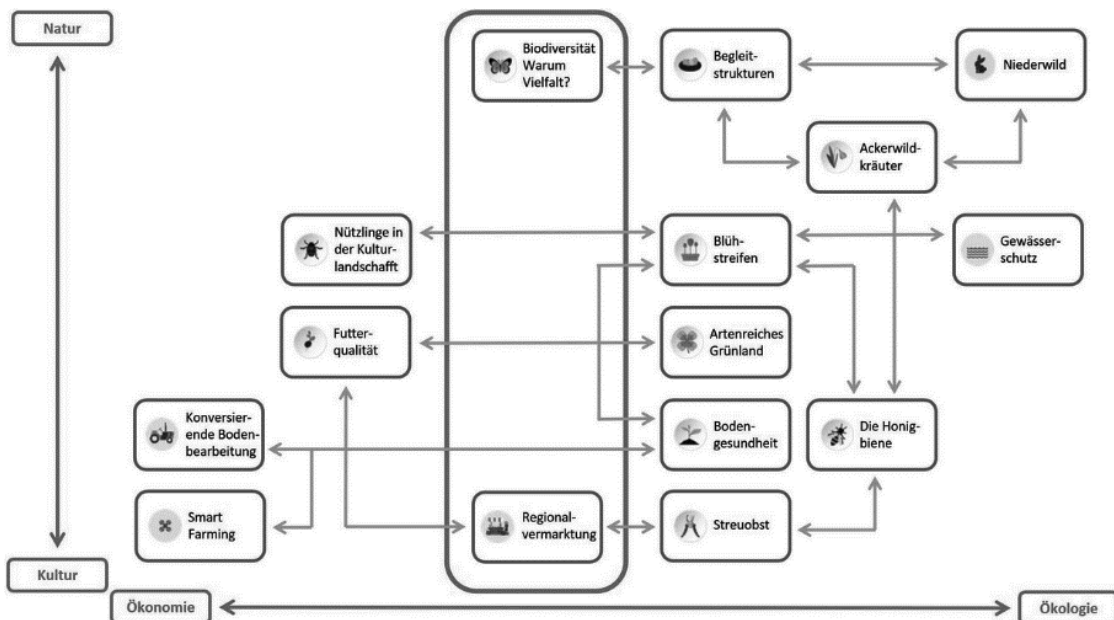 Natur
Biodiversität
Warum
Vielfalt?
Begleit-
strukturen
Niederwild
Ackerwild-
kräuter
Nützlinge in
der Kultur-
landschafft
Blüh-
streifen
Gewässer-
schutz
Futter-
qualität
Artenreiches
Grünland
Konversier-
ende Boden-
bearbeitung
Boden-
gesundheit
Die Honig-
biene
Smart
Farming
Regional-
vermarktung
Streuobst
Kultur
Ökonomie
Ökologie